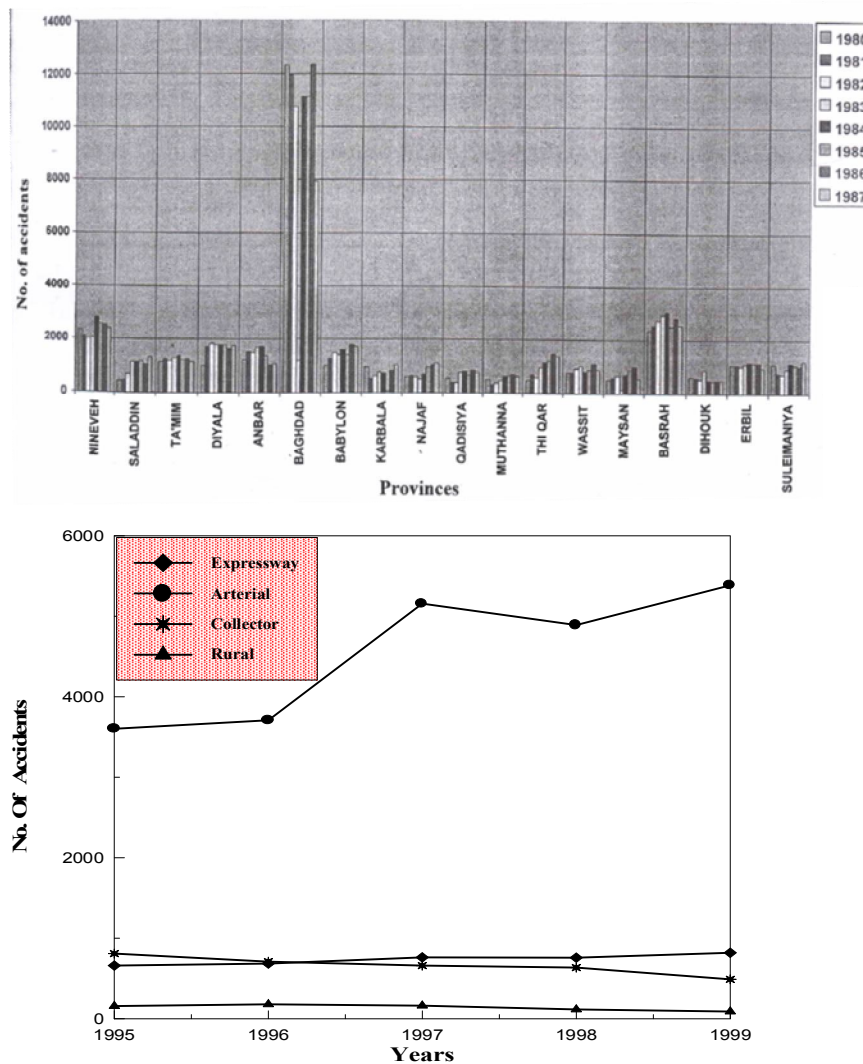 14000
12000
10000
8000
6000
4000
2000
0
No. of accidents
NINEVEH
SALADDIN
TA'MIM
DIYALA
ANBAR
BAGHDAD
BABYLON
KARBALA
NAJAF
QADISIYA
MUTHANNA
THI QAR
WASSIT
MAYSAN
BASRAH
DIHOUK
ERBIL
SULEIMANIYA
Provinces
1980
1981
1982
1983
1984
1985
1986
1987
6000
4000
2000
0
No. Of Accidents
Expressway
Arterial
Collector
Rural
1995 1996 1997 1998 1999
Years